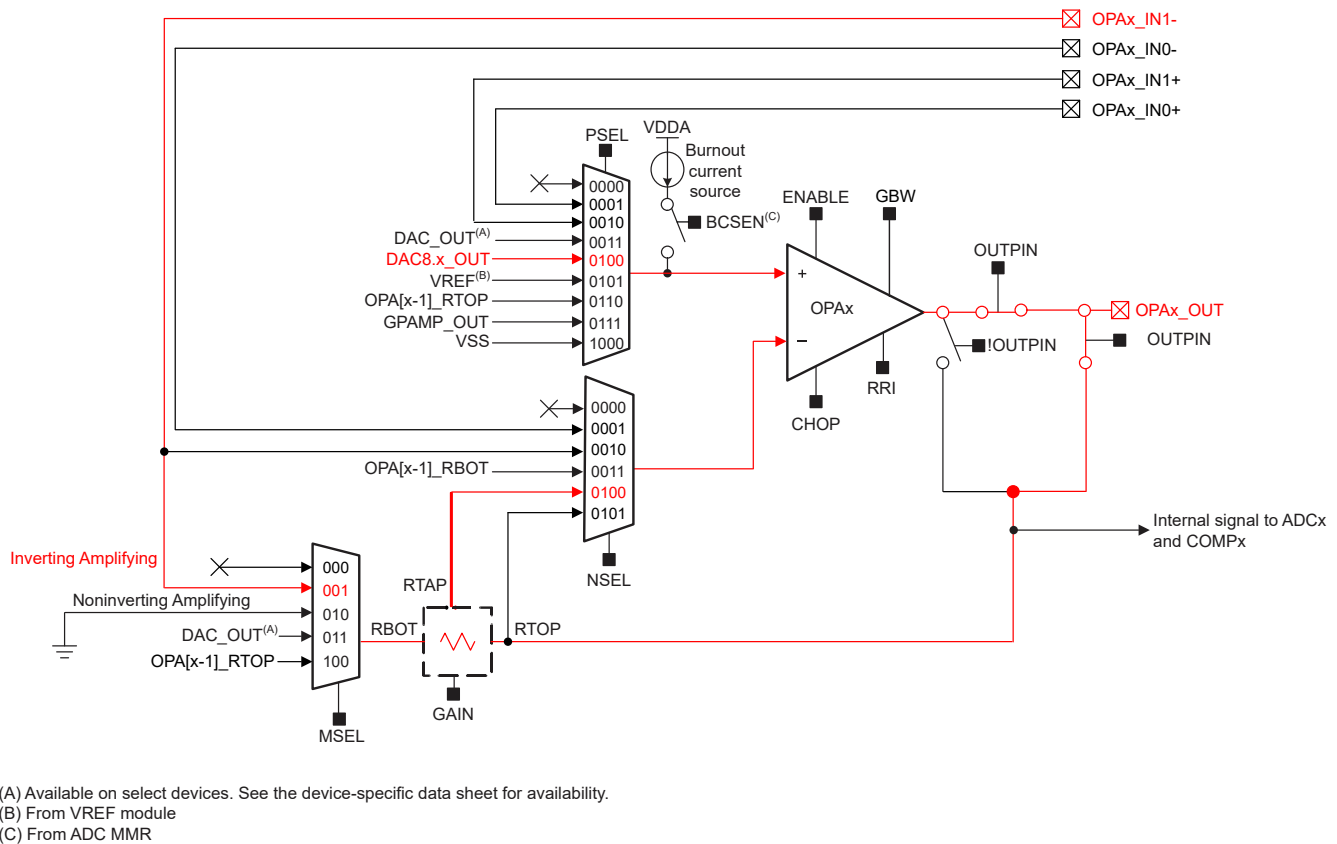 OPAx_IN1-
OPAx_IN0-
OPAx_IN1+
OPAx_IN0+
PSEL
VDDA
Burnout
current
source
BCSEN(C)
0000
0001
0010
DAC_OUT(A) 0011
DAC8.x_OUT 0100
VREF(B) 0101
OPA[x-1]_RTOP 0110
GPAMP_OUT 0111
VSS 1000
ENABLE
GBW
+
OPAx
−
RRI
CHOP
OUTPIN
OPAx_OUT
!OUTPIN
OUTPIN
0000
0001
0010
OPA[x-1]_RBOT 0011
0100
0101
NSEL
Internal signal to ADCx
and COMPx
Inverting Amplifying
000
001
Noninverting Amplifying
010
DAC_OUT(A) 011
OPA[x-1]_RTOP 100
MSEL
RTAP
RBOT
RTOP
GAIN
(A) Available on select devices. See the device-specific data sheet for availability.
(B) From VREF module
(C) From ADC MMR